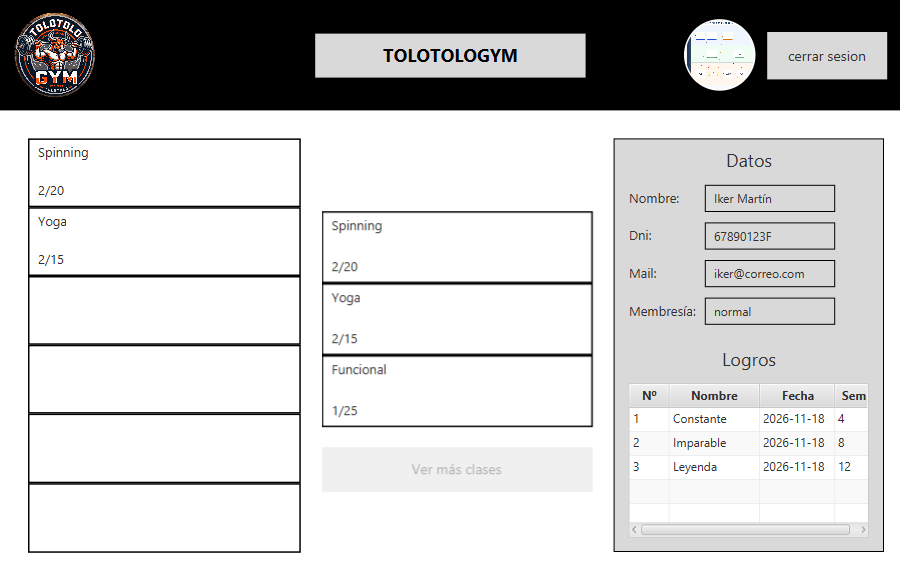 TOLOTOLO
GYM
TOLOTOLOGYM
cerrar sesion
Spinning
2/20
Yoga
2/15
Spinning
2/20
Yoga
2/15
Funcional
1/25
Ver más clases
Datos
Nombre: Iker Martín
Dni: 67890123F
Mail: iker@correo.com
Membresía: normal
Logros
Nº Nombre Fecha Sem
1 Constante 2026-11-18 4
2 Imparable 2026-11-18 8
3 Leyenda 2026-11-18 12